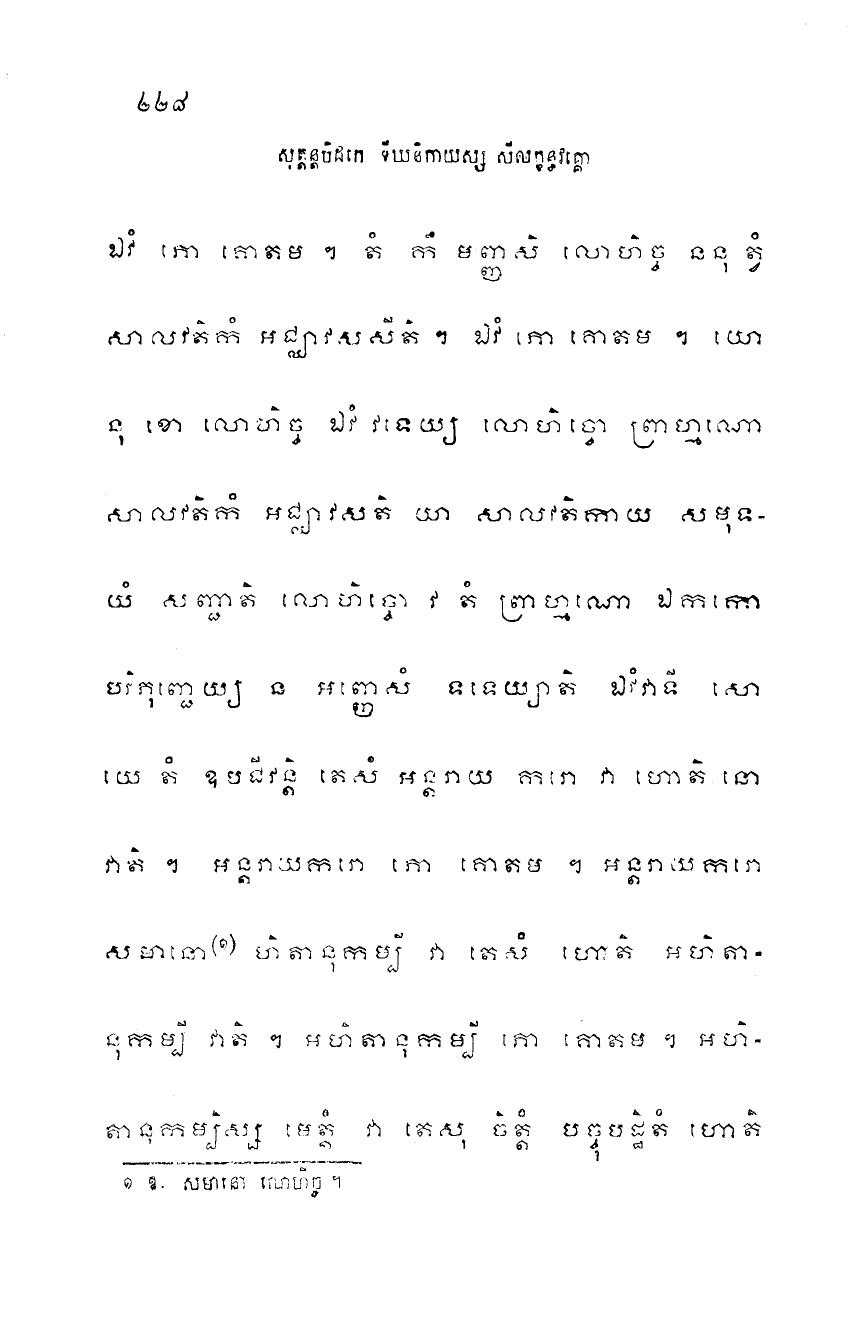 ២២៨
សុត្តន្តបិដកេ ទីឃនិកាយស្ស សីលក្ខន្ធវគ្គោ
ឯវំ ភោ គោតម ។ តំ កឹ មញ្ញសិ លោហិច្ច ននុ ត្វំ
សាលវតិកំ អជ្ឈាវសសីតិ ។ ឯវំ ភោ គោតម ។ យោ
នុ ខោ លោហិច្ច ឯវំ វទេយ្យ លោហិច្ចោ ព្រាហ្មណោ
សាលវតិកំ អជ្ឈាវសតិ យា សាលវតិកាយ សមុទ-
យំ សញ្ជាតិ លោហិច្ចោ វ តំ ព្រាហ្មណោ ឯកកោ
បរិភុញ្ជេយ្យ ន អញ្ញេសំ ទទេយ្យាតិ ឯវំវាទី សោ
យេ តំ ឧបជីវន្តិ តេសំ អន្តរាយ ករោ វា ហោតិ នោ
វាតិ ។ អន្តរាយករោ ភោ គោតម ។ អន្តរាយករោ
សមានោ(១) ហិតានុកម្បី វា តេសំ ហោតិ អហិតា-
នុកម្បី វាតិ ។ អហិតានុកម្បី ភោ គោតម ។ អហិ-
តានុកម្បិស្ស មេត្តំ វា តេសុ ចិត្តំ បច្ចុបដ្ឋិតំ ហោតិ
១ ឱ. សមានោ លោហិច្ច ។